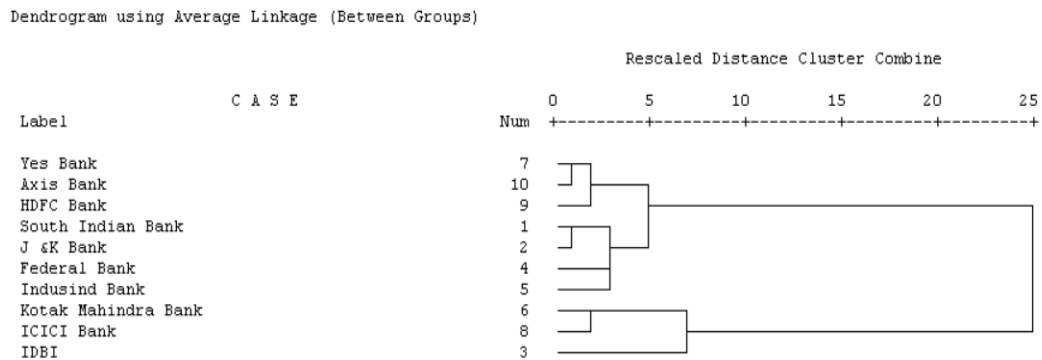 Dendrogram using Average Linkage (Between Groups)
Rescaled Distance Cluster Combine
C A S E 0 5 10 15 20 25
Label Num +---------+---------+---------+---------+---------+
Yes Bank 7
Axis Bank 10
HDFC Bank 9
South Indian Bank 1
J &K Bank 2
Federal Bank 4
Indusind Bank 5
Kotak Mahindra Bank 6
ICICI Bank 8
IDBI 3